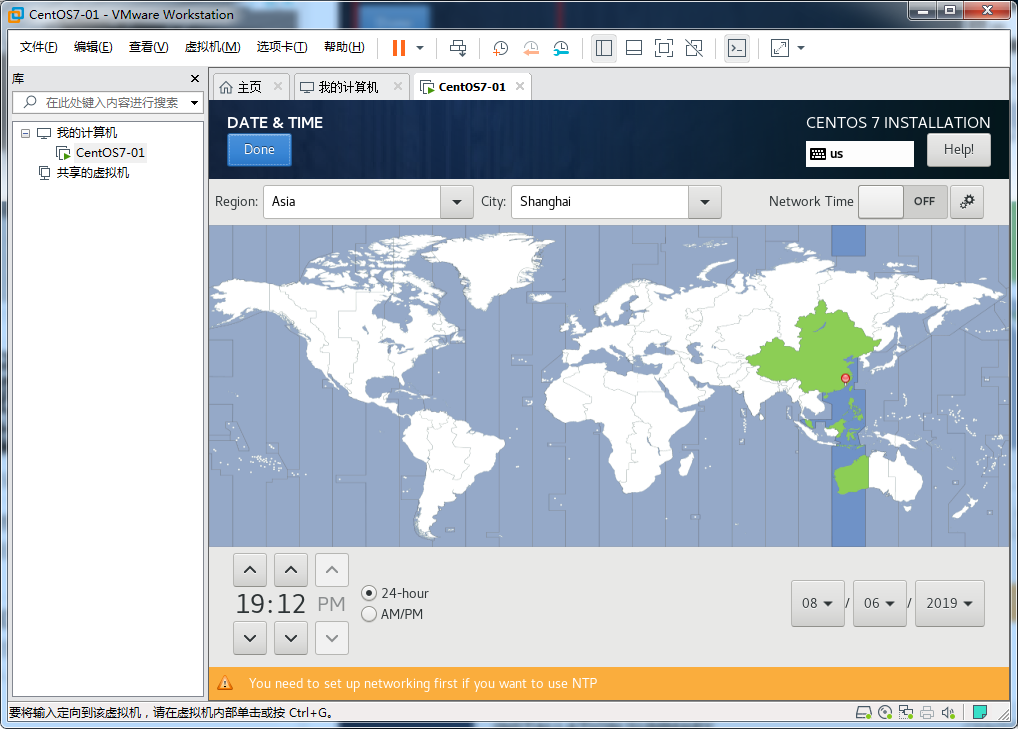 CentOS7-01 - VMware Workstation
文件(F) 编辑(E) 查看(V) 虚拟机(M) 选项卡(T) 帮助(H)
库
在此处键入内容进行搜索
我的计算机
CentOS7-01
共享的虚拟机
主页 我的计算机 CentOS7-01
DATE & TIME
Done
CENTOS 7 INSTALLATION
us
Help!
Region: Asia City: Shanghai Network Time OFF
19:12 PM
24-hour
AM/PM
08 / 06 / 2019
You need to set up networking first if you want to use NTP
要将输入定向到该虚拟机，请在虚拟机内部单击或按 Ctrl+G。